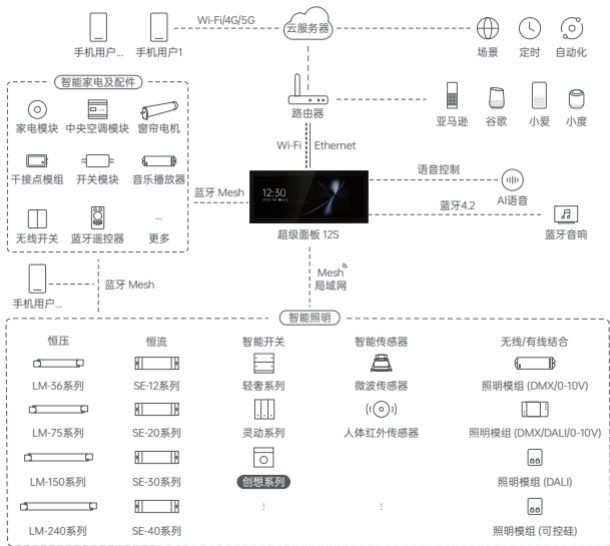 Wi-Fi/4G/5G
云服务器
手机用户... 手机用户1
场景 定时 自动化
智能家电及配件
路由器
亚马逊 谷歌 小爱 小度
家电模块 中央空调模块 窗帘电机
Wi-Fi Ethernet
干接点模组 开关模块 音乐播放器
语音控制
AI语音
蓝牙 Mesh
12:30
蓝牙4.2
无线开关 蓝牙遥控器 更多
超级面板 12S
蓝牙音响
手机用户...
蓝牙 Mesh
Mesh
局域网
智能照明
恒压 恒流 智能开关 智能传感器 无线/有线结合
LM-36系列 SE-12系列 轻奢系列 微波传感器 照明模组 (DMX/0-10V)
LM-75系列 SE-20系列 灵动系列 人体红外传感器 照明模组 (DMX/DALI/0-10V)
LM-150系列 SE-30系列 创想系列 照明模组 (DALI)
LM-240系列 SE-40系列 照明模组 (可控硅)